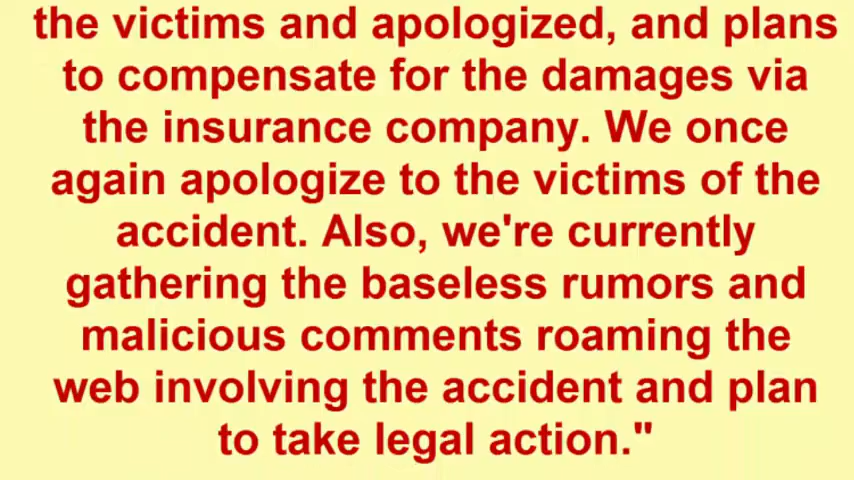 the victims and apologized, and plans
to compensate for the damages via
the insurance company. We once
again apologize to the victims of the
accident. Also, we're currently
gathering the baseless rumors and
malicious comments roaming the
web involving the accident and plan
to take legal action."